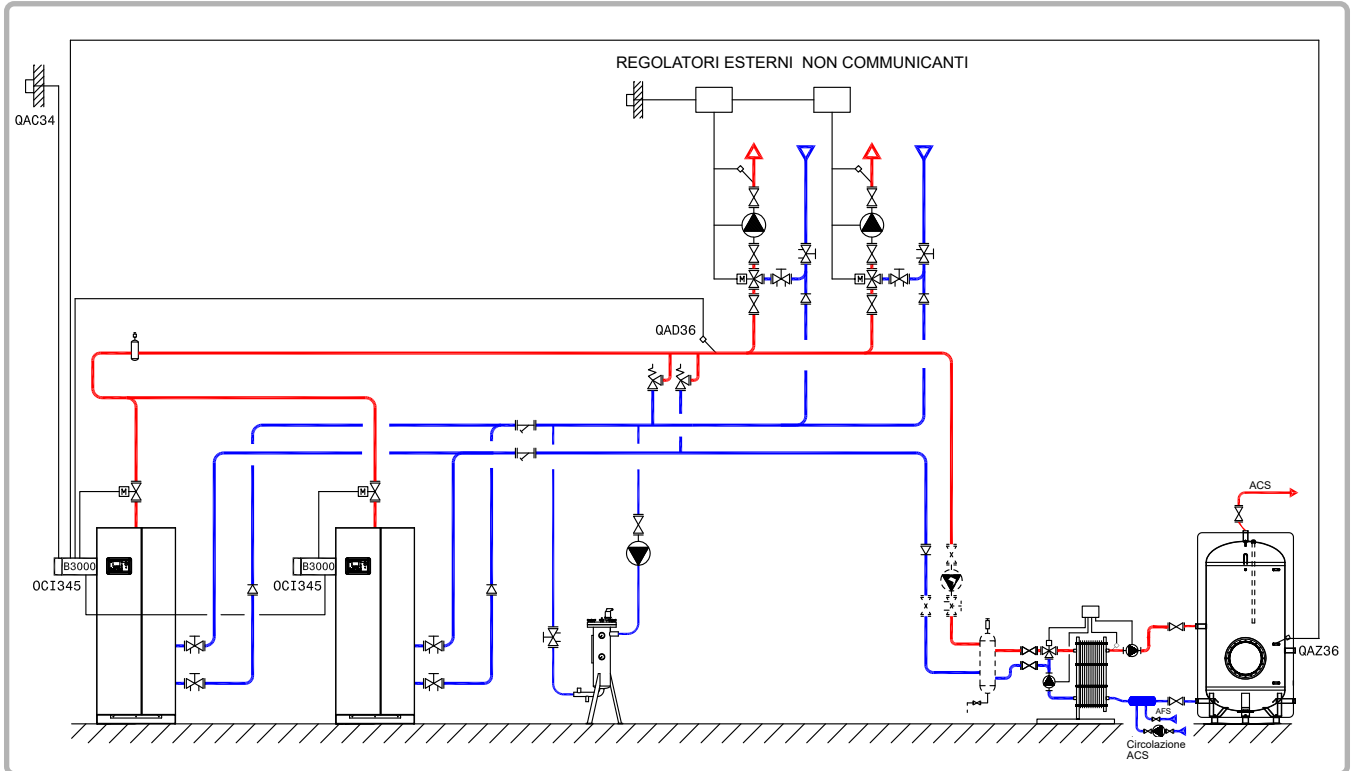 REGOLATORI ESTERNI NON COMMUNICANTI
QAC34
M
M
QAD36
ACS
M
M
B3000
B3000
OCI345
OCI345
QAZ36
AFS
Circolazione
ACS